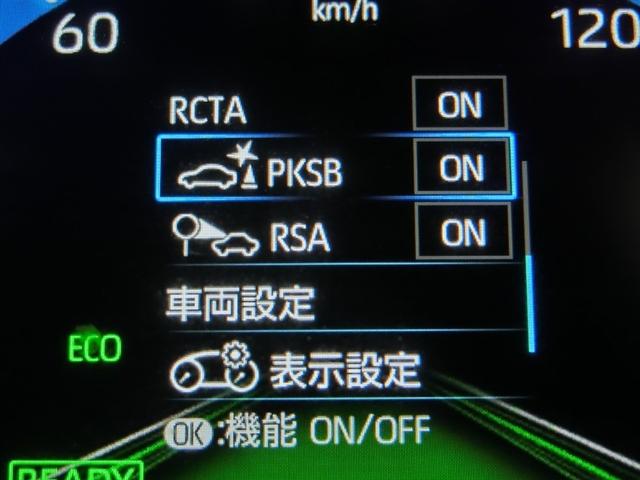 km/h
60 120
RCTA ON
PKSB ON
RSA ON
車両設定
ECO
表示設定
OK:機能 ON/OFF
READY